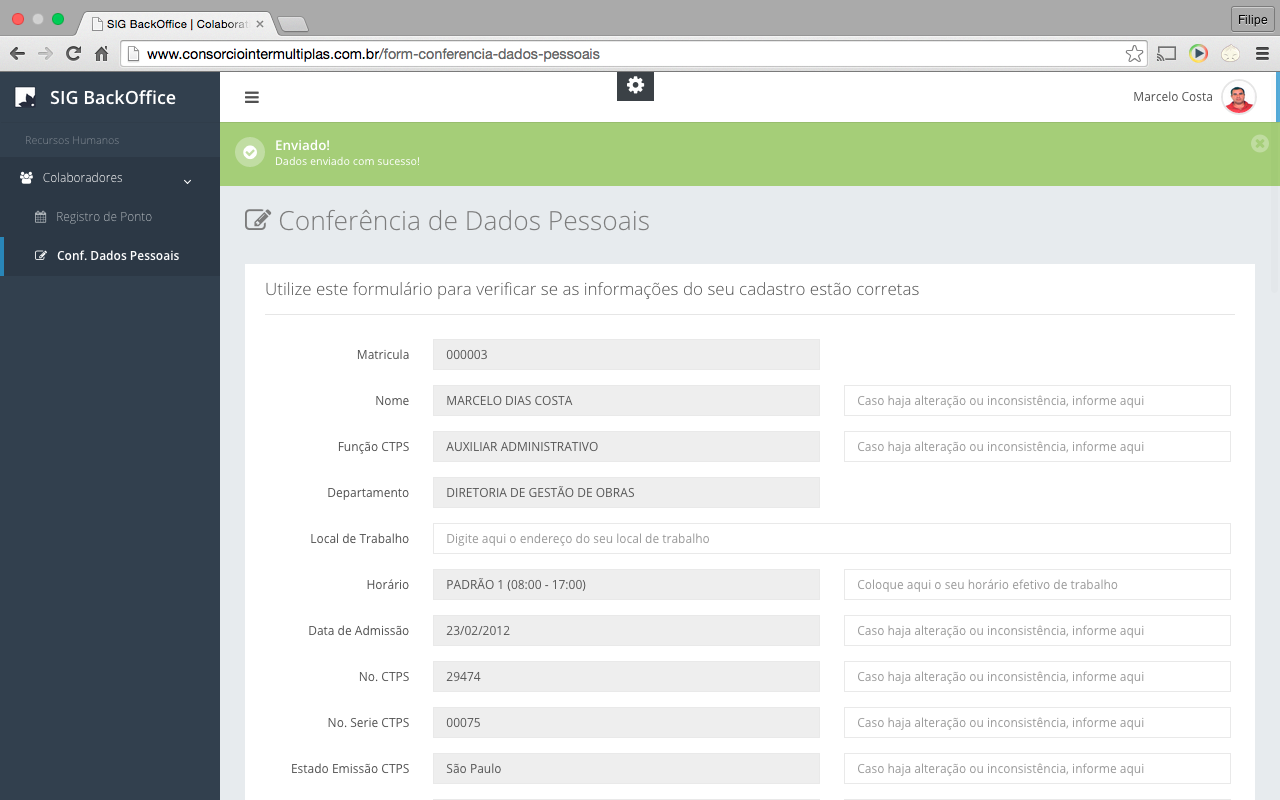 SIG BackOffice | Colabora
Filipe
www.consorciointermultiplas.com.br/form-conferencia-dados-pessoais
SIG BackOffice
Marcelo Costa
Recursos Humanos
Colaboradores
Registro de Ponto
Conf. Dados Pessoais
Enviado!
Dados enviado com sucesso!
Conferência de Dados Pessoais
Utilize este formulário para verificar se as informações do seu cadastro estão corretas
Matricula 000003
Nome MARCELO DIAS COSTA Caso haja alteração ou inconsistência, informe aqui
Função CTPS AUXILIAR ADMINISTRATIVO Caso haja alteração ou inconsistência, informe aqui
Departamento DIRETORIA DE GESTÃO DE OBRAS
Local de Trabalho Digite aqui o endereço do seu local de trabalho
Horário PADRÃO 1 (08:00 - 17:00) Coloque aqui o seu horário efetivo de trabalho
Data de Admissão 23/02/2012 Caso haja alteração ou inconsistência, informe aqui
No. CTPS 29474 Caso haja alteração ou inconsistência, informe aqui
No. Serie CTPS 00075 Caso haja alteração ou inconsistência, informe aqui
Estado Emissão CTPS São Paulo Caso haja alteração ou inconsistência, informe aqui